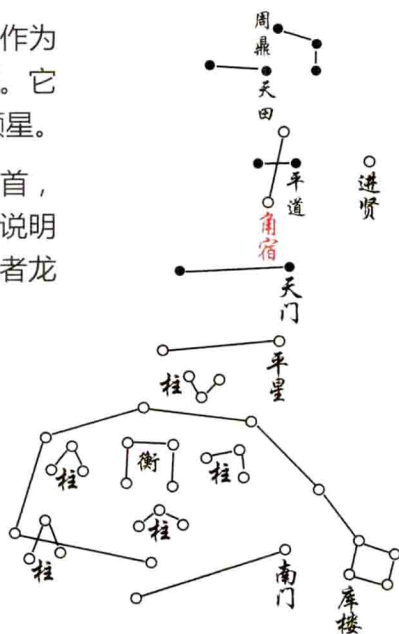 作为
。它
颗星。
首，
说明
者龙
周鼎
天田
平道
进贤
角宿
天门
平星
柱
柱
衡
柱
柱
柱
南门
库楼